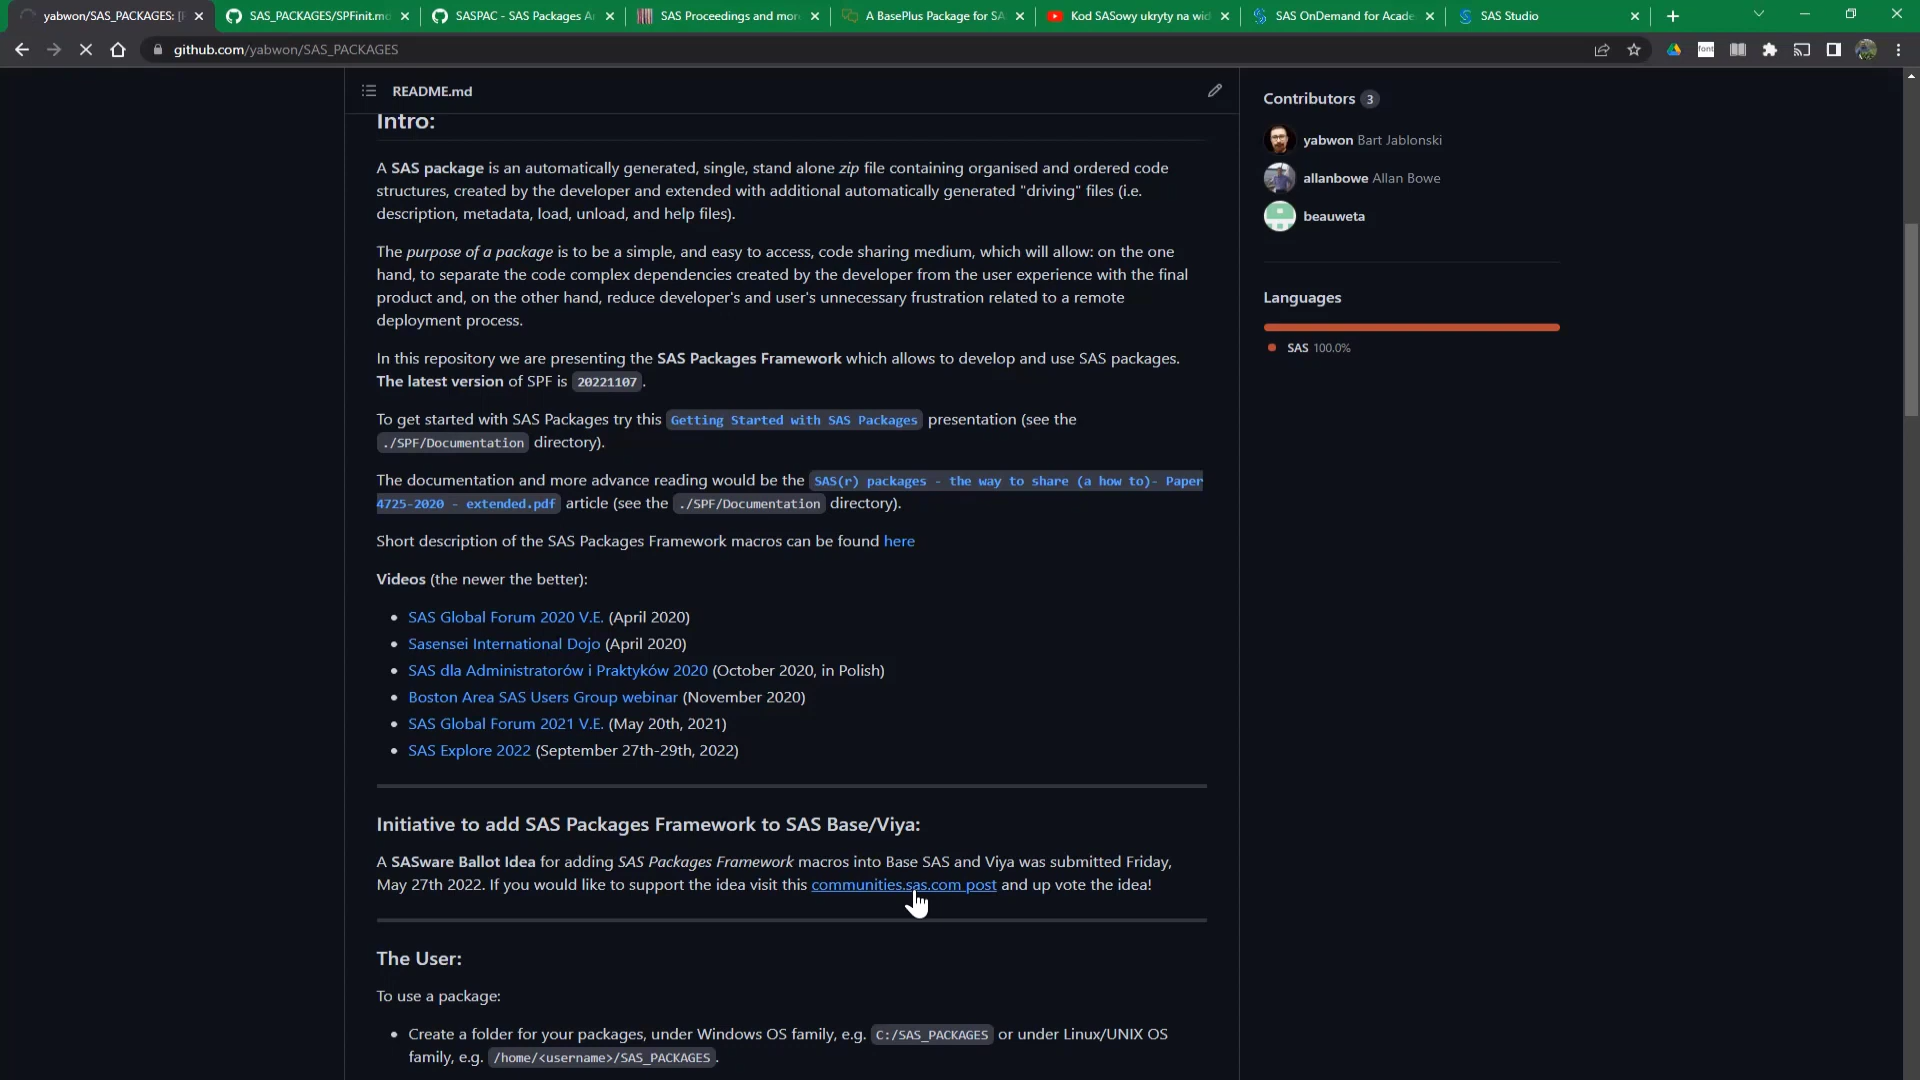 yabwon/SAS_PACKAGES: [
SAS_PACKAGES/SPFinit.md
SASPAC - SAS Packages A
SAS Proceedings and mor
A BasePlus Package for SA
Kod SASowy ukryty na wid
SAS OnDemand for Acade
SAS Studio
github.com/yabwon/SAS_PACKAGES
README.md
Intro:
A SAS package is an automatically generated, single, stand alone zip file containing organised and ordered code
structures, created by the developer and extended with additional automatically generated "driving" files (i.e.
description, metadata, load, unload, and help files).
The purpose of a package is to be a simple, and easy to access, code sharing medium, which will allow: on the one
hand, to separate the code complex dependencies created by the developer from the user experience with the final
product and, on the other hand, reduce developer's and user's unnecessary frustration related to a remote
deployment process.
In this repository we are presenting the SAS Packages Framework which allows to develop and use SAS packages.
The latest version of SPF is 20221107.
To get started with SAS Packages try this Getting Started with SAS Packages presentation (see the
./SPF/Documentation directory).
The documentation and more advance reading would be the SAS(r) packages - the way to share (a how to)- Paper
4725-2020 - extended.pdf article (see the ./SPF/Documentation directory).
Short description of the SAS Packages Framework macros can be found here
Videos (the newer the better):
SAS Global Forum 2020 V.E. (April 2020)
Sasensei International Dojo (April 2020)
SAS dla Administratorów i Praktyków 2020 (October 2020, in Polish)
Boston Area SAS Users Group webinar (November 2020)
SAS Global Forum 2021 V.E. (May 20th, 2021)
SAS Explore 2022 (September 27th-29th, 2022)
Initiative to add SAS Packages Framework to SAS Base/Viya:
A SASware Ballot Idea for adding SAS Packages Framework macros into Base SAS and Viya was submitted Friday,
May 27th 2022. If you would like to support the idea visit this communities.sas.com post and up vote the idea!
The User:
To use a package:
Create a folder for your packages, under Windows OS family, e.g. C:/SAS_PACKAGES or under Linux/UNIX OS
family, e.g. /home/<username>/SAS_PACKAGES.
Contributors 3
yabwon Bart Jablonski
allanbowe Allan Bowe
beauweta
Languages
SAS 100.0%